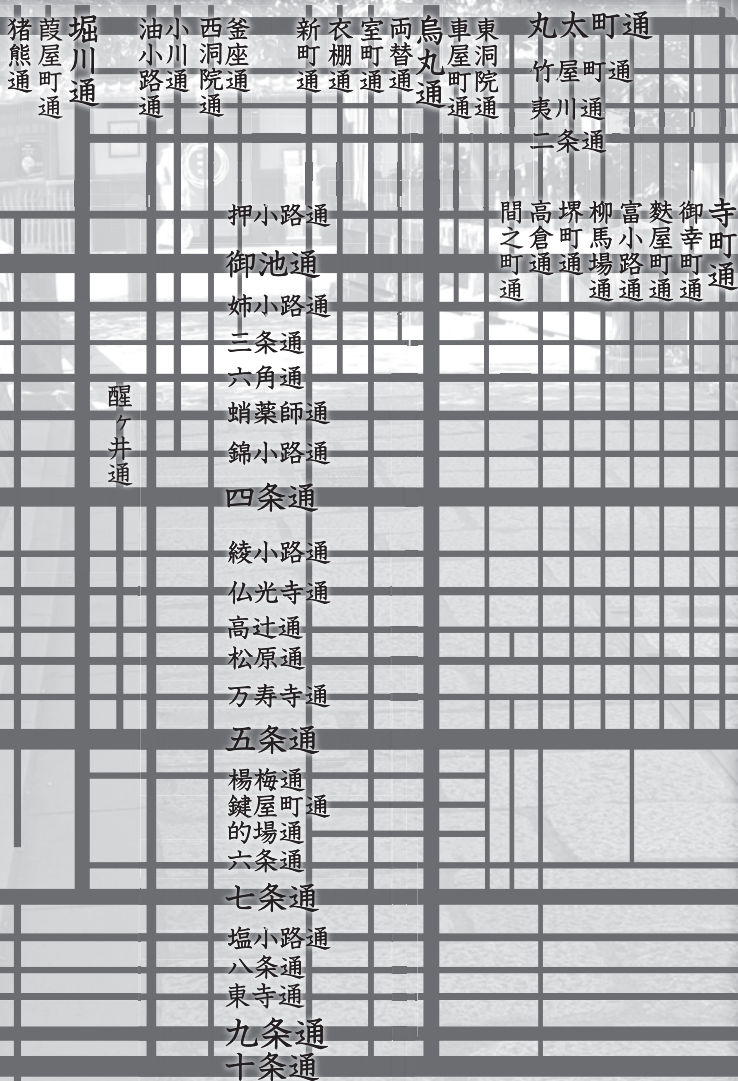 猪熊通
葭屋町通
堀川通
油小路通
小川通
西洞院通
釜座通
新町通
衣棚通
室町通
両替通
烏丸通
車屋町通
東洞院通
丸太町通
竹屋町通
夷川通
二条通
間之町通
高倉通
堺町通
柳馬場通
富小路通
麩屋町通
御幸町通
寺町通
押小路通
御池通
姉小路通
三条通
六角通
蛸薬師通
錦小路通
醒ヶ井通
四条通
綾小路通
仏光寺通
高辻通
松原通
万寿寺通
五条通
楊梅通
鍵屋町通
的場通
六条通
七条通
塩小路通
八条通
東寺通
九条通
十条通